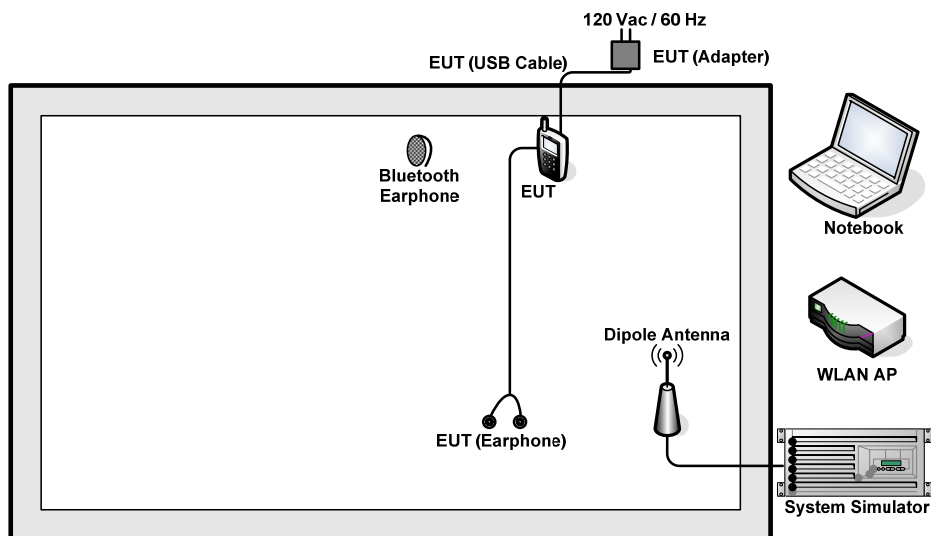 120 Vac / 60 Hz
EUT (USB Cable)
EUT (Adapter)
Bluetooth
Earphone
EUT
Notebook
Dipole Antenna
WLAN AP
EUT (Earphone)
System Simulator